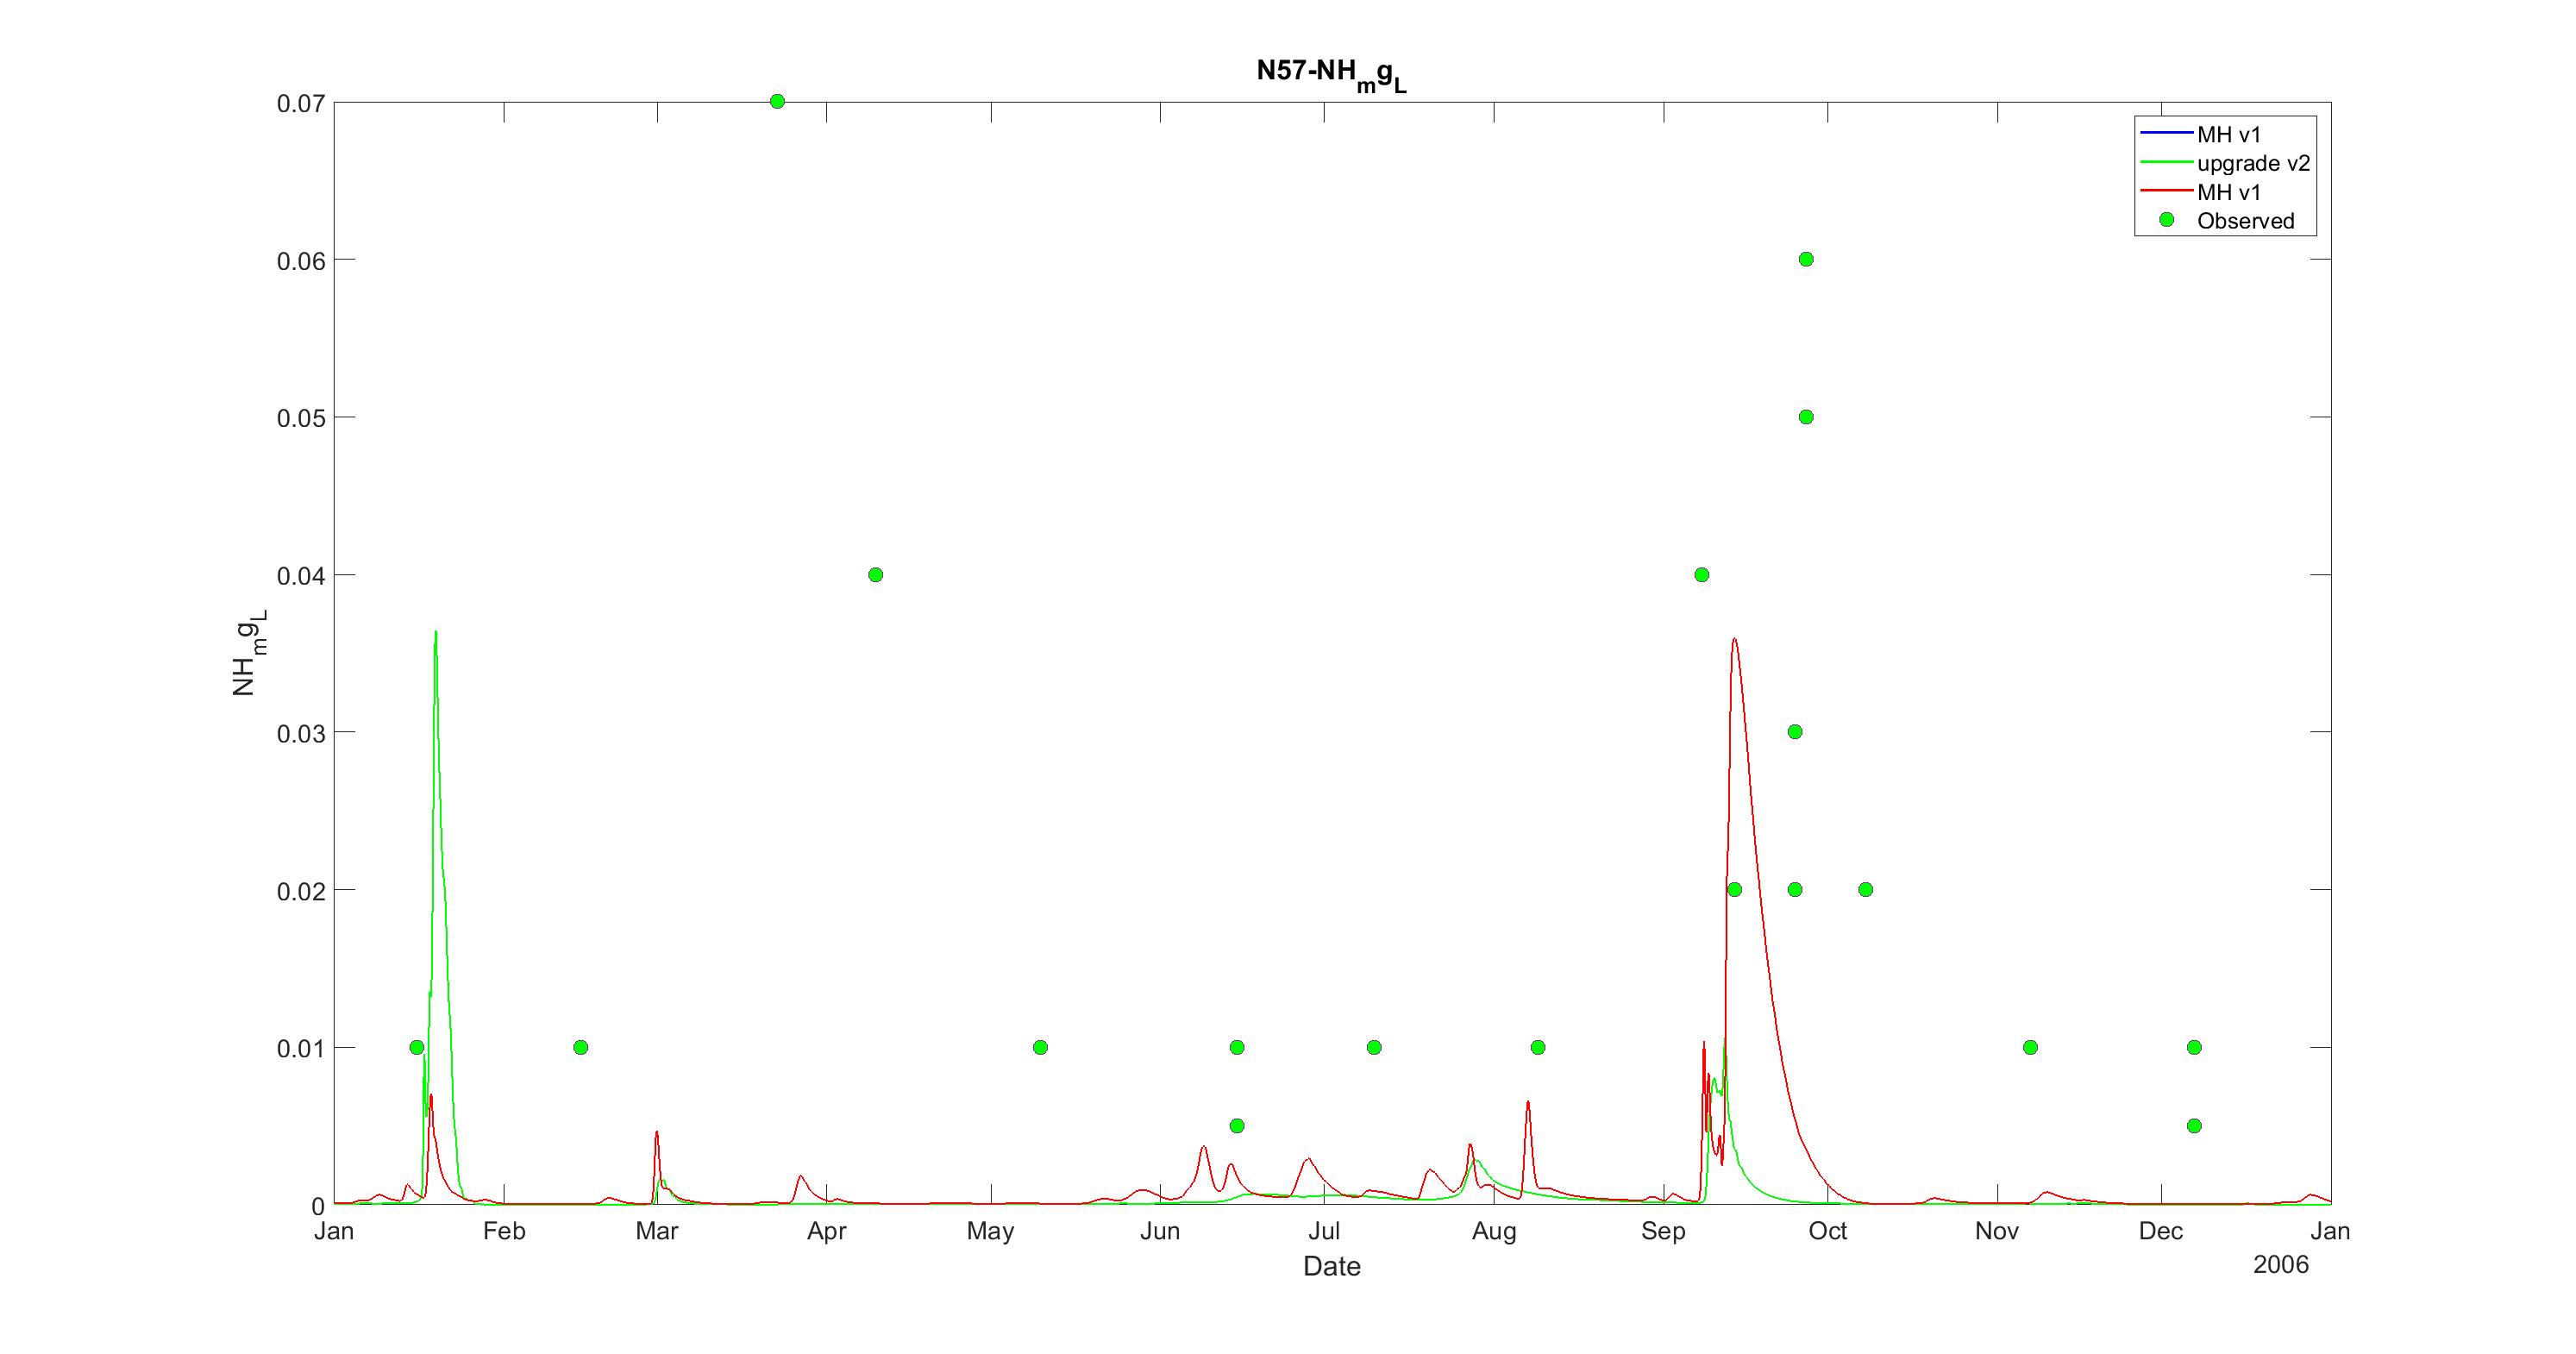 N57-NHmgL
0.07
0.06
0.05
0.04
0.03
0.02
0.01
0
NHmgL
MH v1
upgrade v2
MH v1
Observed
Jan Feb Mar Apr May Jun Jul Aug Sep Oct Nov Dec Jan
Date
2006